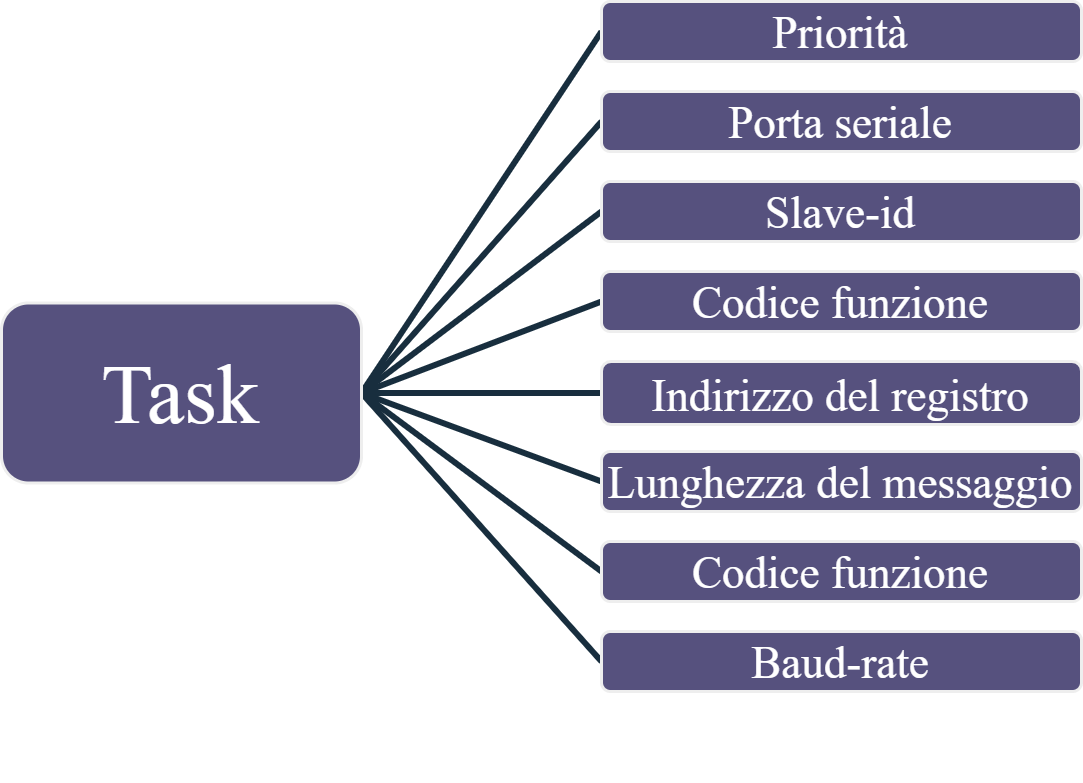 Task
Priorità
Porta seriale
Slave-id
Codice funzione
Indirizzo del registro
Lunghezza del messaggio
Codice funzione
Baud-rate